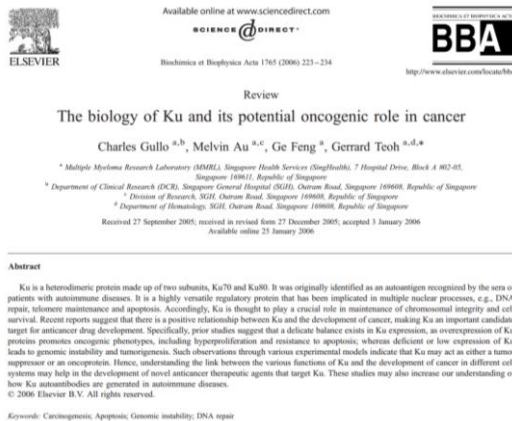 Available online at www.sciencedirect.com
SCIENCE DIRECT·
BIOCHIMICA ET BIOPHYSICA ACTA
BBA
ELSEVIER
Biochimica et Biophysica Acta 1765 (2006) 223–234
http://www.elsevier.com/locate/bba
Review
The biology of Ku and its potential oncogenic role in cancer
Charles Gullo a,b, Melvin Au a,c, Ge Feng a, Gerrard Teoh a,d,*
a Multiple Myeloma Research Laboratory (MMRL), Singapore Health Services (SingHealth), 7 Hospital Drive, Block A #02-05,
Singapore 169611, Republic of Singapore
b Department of Clinical Research (DCR), Singapore General Hospital (SGH), Outram Road, Singapore 169608, Republic of Singapore
c Division of Research, SGH, Outram Road, Singapore 169608, Republic of Singapore
d Department of Hematology, SGH, Outram Road, Singapore 169608, Republic of Singapore
Received 27 September 2005; received in revised form 27 December 2005; accepted 3 January 2006
Available online 25 January 2006
Abstract
Ku is a heterodimeric protein made up of two subunits, Ku70 and Ku80. It was originally identified as an autoantigen recognized by the sera o
patients with autoimmune diseases. It is a highly versatile regulatory protein that has been implicated in multiple nuclear processes, e.g., DNA
repair, telomere maintenance and apoptosis. Accordingly, Ku is thought to play a crucial role in maintenance of chromosomal integrity and cel
survival. Recent reports suggest that there is a positive relationship between Ku and the development of cancer, making Ku an important candidate
target for anticancer drug development. Specifically, prior studies suggest that a delicate balance exists in Ku expression, as overexpression of Ku
proteins promotes oncogenic phenotypes, including hyperproliferation and resistance to apoptosis; whereas deficient or low expression of Ku
leads to genomic instability and tumorigenesis. Such observations through various experimental models indicate that Ku may act as either a tumo
suppressor or an oncoprotein. Hence, understanding the link between the various functions of Ku and the development of cancer in different cel
systems may help in the development of novel anticancer therapeutic agents that target Ku. These studies may also increase our understanding o
how Ku autoantibodies are generated in autoimmune diseases.
© 2006 Elsevier B.V. All rights reserved.
Keywords: Carcinogenesis; Apoptosis; Genomic instability; DNA repair